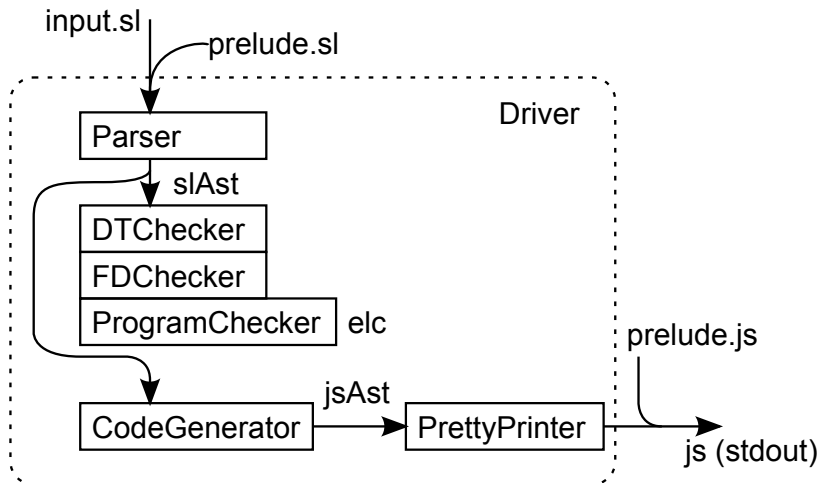 input.sl
prelude.sl
Driver
Parser
slAst
DTChecker
FDChecker
ProgramChecker elc
prelude.js
jsAst
CodeGenerator
PrettyPrinter
js (stdout)